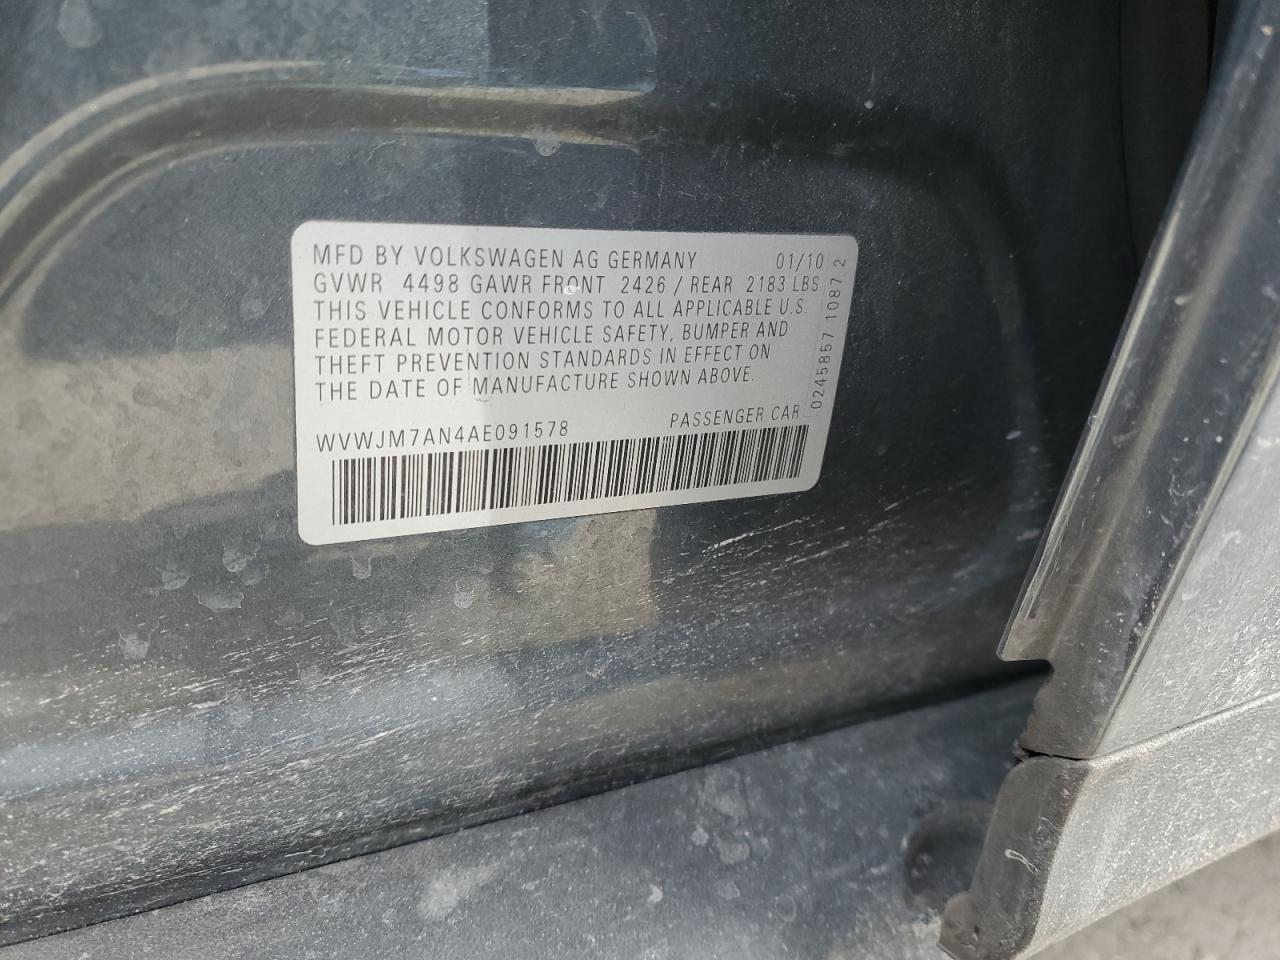 MFD BY VOLKSWAGEN AG GERMANY 01/10
GVWR 4498 GAWR FRONT 2426 / REAR 2183 LBS
THIS VEHICLE CONFORMS TO ALL APPLICABLE U.S.
FEDERAL MOTOR VEHICLE SAFETY, BUMPER AND
THEFT PREVENTION STANDARDS IN EFFECT ON
THE DATE OF MANUFACTURE SHOWN ABOVE.
WVWJM7AN4AE091578 PASSENGER CAR
0245857 1087 2